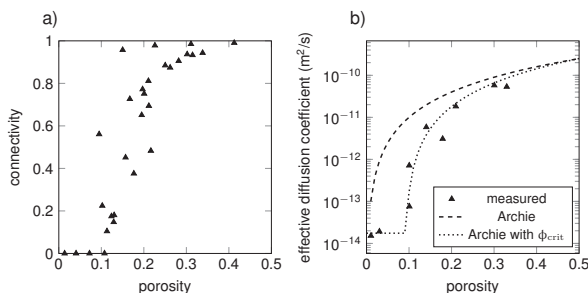 a)
connectivity
1
0.8
0.6
0.4
0.2
0
0 0.1 0.2 0.3 0.4 0.5
porosity
b)
effective diffusion coefficient (m²/s)
10⁻¹⁰
10⁻¹¹
10⁻¹²
10⁻¹³
10⁻¹⁴
measured
Archie
Archie with ϕcrit
0 0.1 0.2 0.3 0.4 0.5
porosity